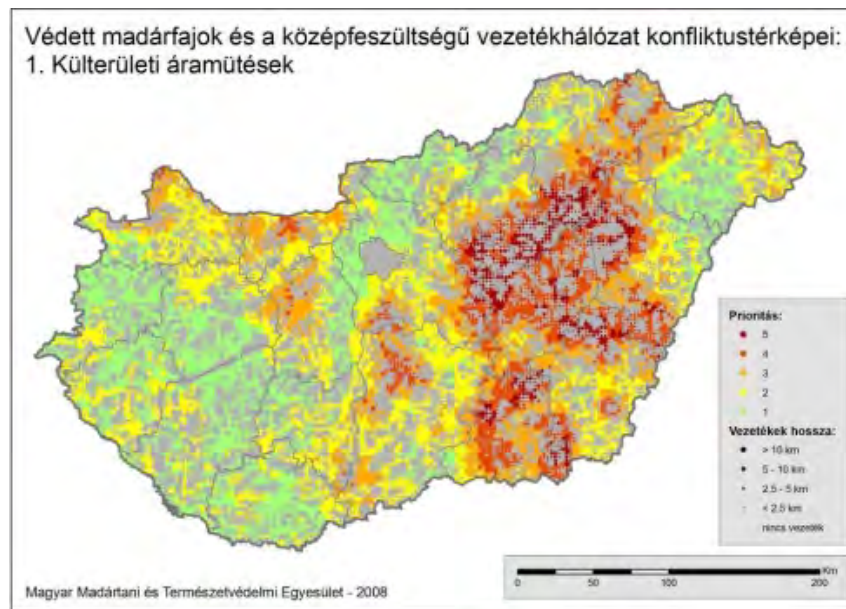 Védett madárfajok és a középfeszültségű vezetékhálózat konfliktustérképei:
1. Külterületi áramütések
Prioritás:
5
4
3
2
1
Vezetékek hossza:
> 10 km
5 - 10 km
2,5 - 5 km
< 2,5 km
nincs vezeték
Km
0 25 50 100 200
Magyar Madártani és Természetvédelmi Egyesület - 2008